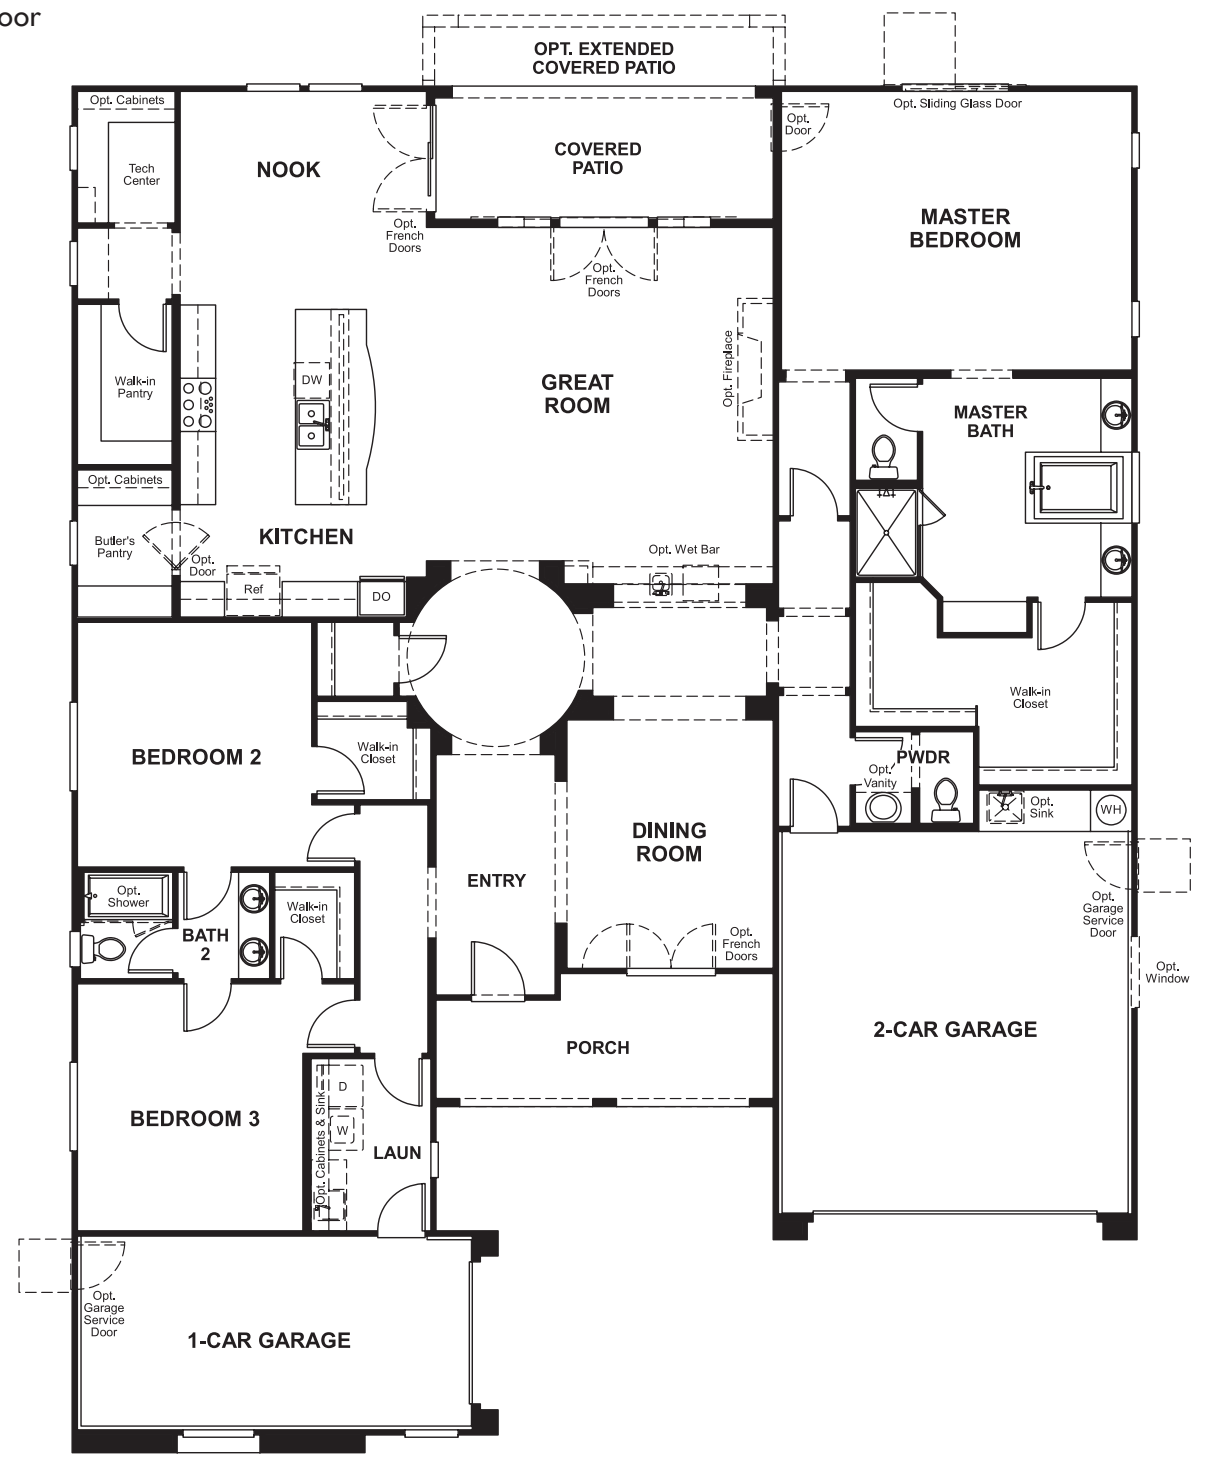 oor
OPT. EXTENDED
COVERED PATIO
Opt. Cabinets
Opt. Sliding Glass Door
Opt.
Door
Tech
Center
NOOK
COVERED
PATIO
Opt.
French
Doors
MASTER
BEDROOM
Opt.
French
Doors
Walk-in
Pantry
DW
GREAT
ROOM
Opt. Fireplace
MASTER
BATH
Opt. Cabinets
Butler's
Pantry
Opt.
Door
KITCHEN
Ref
DO
Opt. Wet Bar
Walk-in
Closet
BEDROOM 2
Walk-in
Closet
PWDR
Opt.
Vanity
Opt.
Sink
WH
DINING
ROOM
ENTRY
Opt.
Shower
BATH
2
Walk-in
Closet
Opt.
French
Doors
Opt.
Garage
Service
Door
Opt.
Window
2-CAR GARAGE
PORCH
BEDROOM 3
D
W
Opt. Cabinets & Sink
LAUN
Opt.
Garage
Service
Door
1-CAR GARAGE